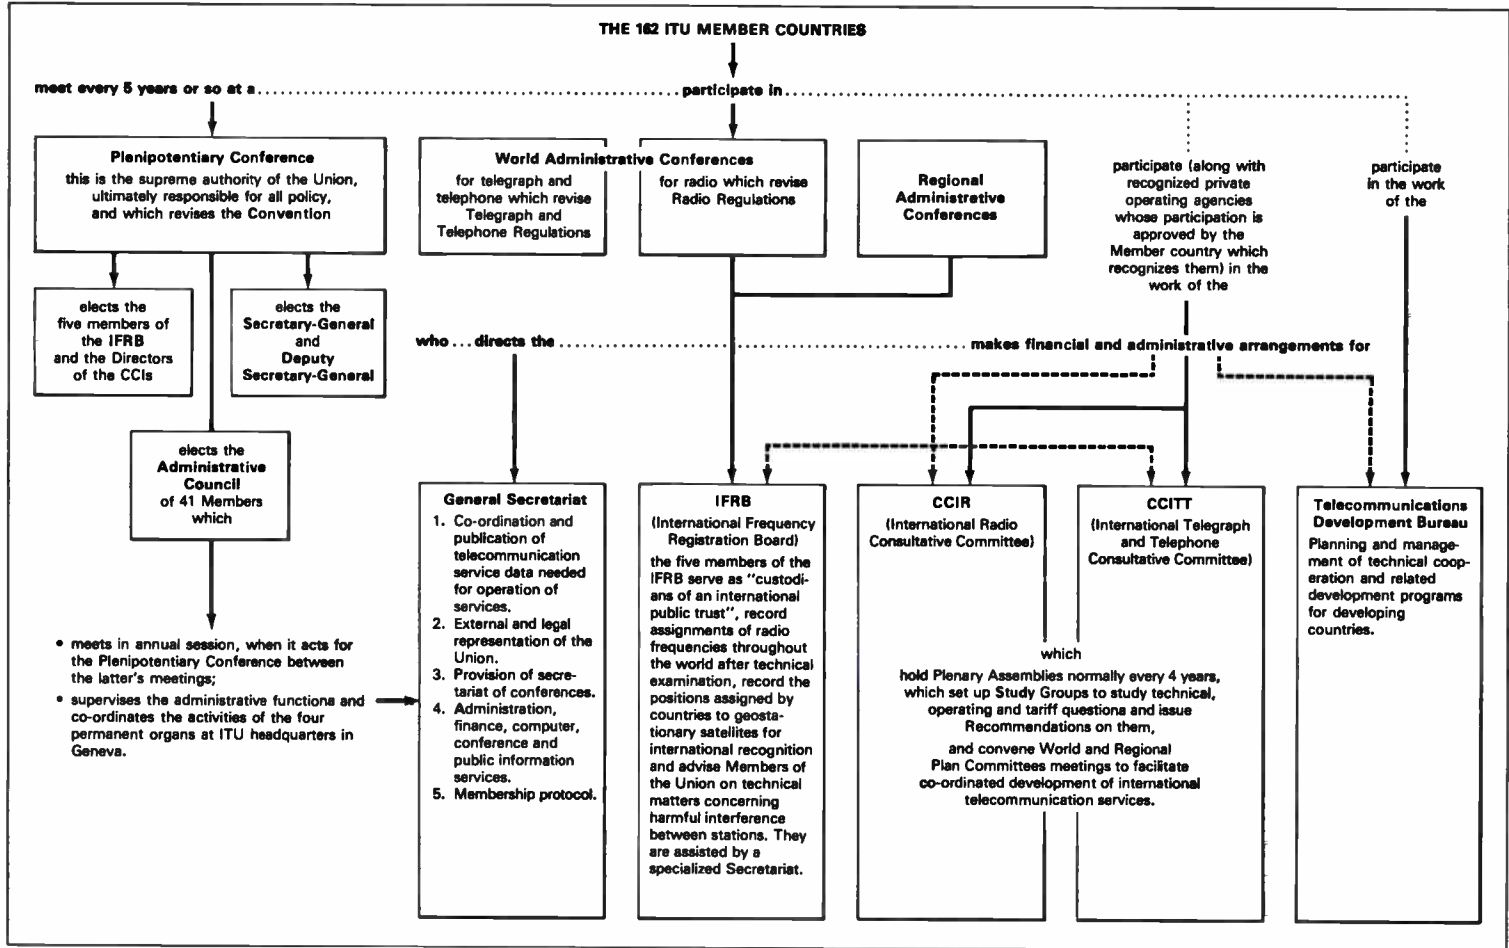 THE 162 ITU MEMBER COUNTRIES
meet every 5 years or so at a
participate in
Plenipotentiary Conference
this is the supreme authority of the Union,
ultimately responsible for all policy,
and which revises the Convention
World Administrative Conferences
for telegraph and
telephone which revise
Telegraph and
Telephone Regulations
for radio which revise
Radio Regulations
Regional
Administrative
Conferences
participate (along with
recognized private
operating agencies
whose participation is
approved by the
Member country which
recognizes them) in the
work of the
participate
in the work
of the
elects the
five members of
the IFRB
and the Directors
of the CCIs
elects the
Secretary-General
and
Deputy
Secretary-General
who...directs the
makes financial and administrative arrangements for
elects the
Administrative
Council
of 41 Members
which
• meets in annual session, when it acts for
the Plenipotentiary Conference between
the latter's meetings;
• supervises the administrative functions and
co-ordinates the activities of the four
permanent organs at ITU headquarters in
Geneva.
General Secretariat
1. Co-ordination and
publication of
telecommunication
service data needed
for operation of
services.
2. External and legal
representation of the
Union.
3. Provision of secre-
tariat of conferences.
4. Administration,
finance, computer,
conference and
public information
services.
5. Membership protocol.
IFRB
(International Frequency
Registration Board)
the five members of the
IFRB serve as "custodi-
ans of an international
public trust", record
assignments of radio
frequencies throughout
the world after technical
examination, record the
positions assigned by
countries to geosta-
tionary satellites for
international recognition
and advise Members of
the Union on technical
matters concerning
harmful interference
between stations. They
are assisted by a
specialized Secretariat.
CCIR
(International Radio
Consultative Committee)
CCITT
(International Telegraph
and Telephone
Consultative Committee)
which
hold Plenary Assemblies normally every 4 years,
which set up Study Groups to study technical,
operating and tariff questions and issue
Recommendations on them,
and convene World and Regional
Plan Committees meetings to facilitate
co-ordinated development of international
telecommunication services.
Telecommunications
Development Bureau
Planning and manage-
ment of technical coop-
eration and related
development programs
for developing
countries.